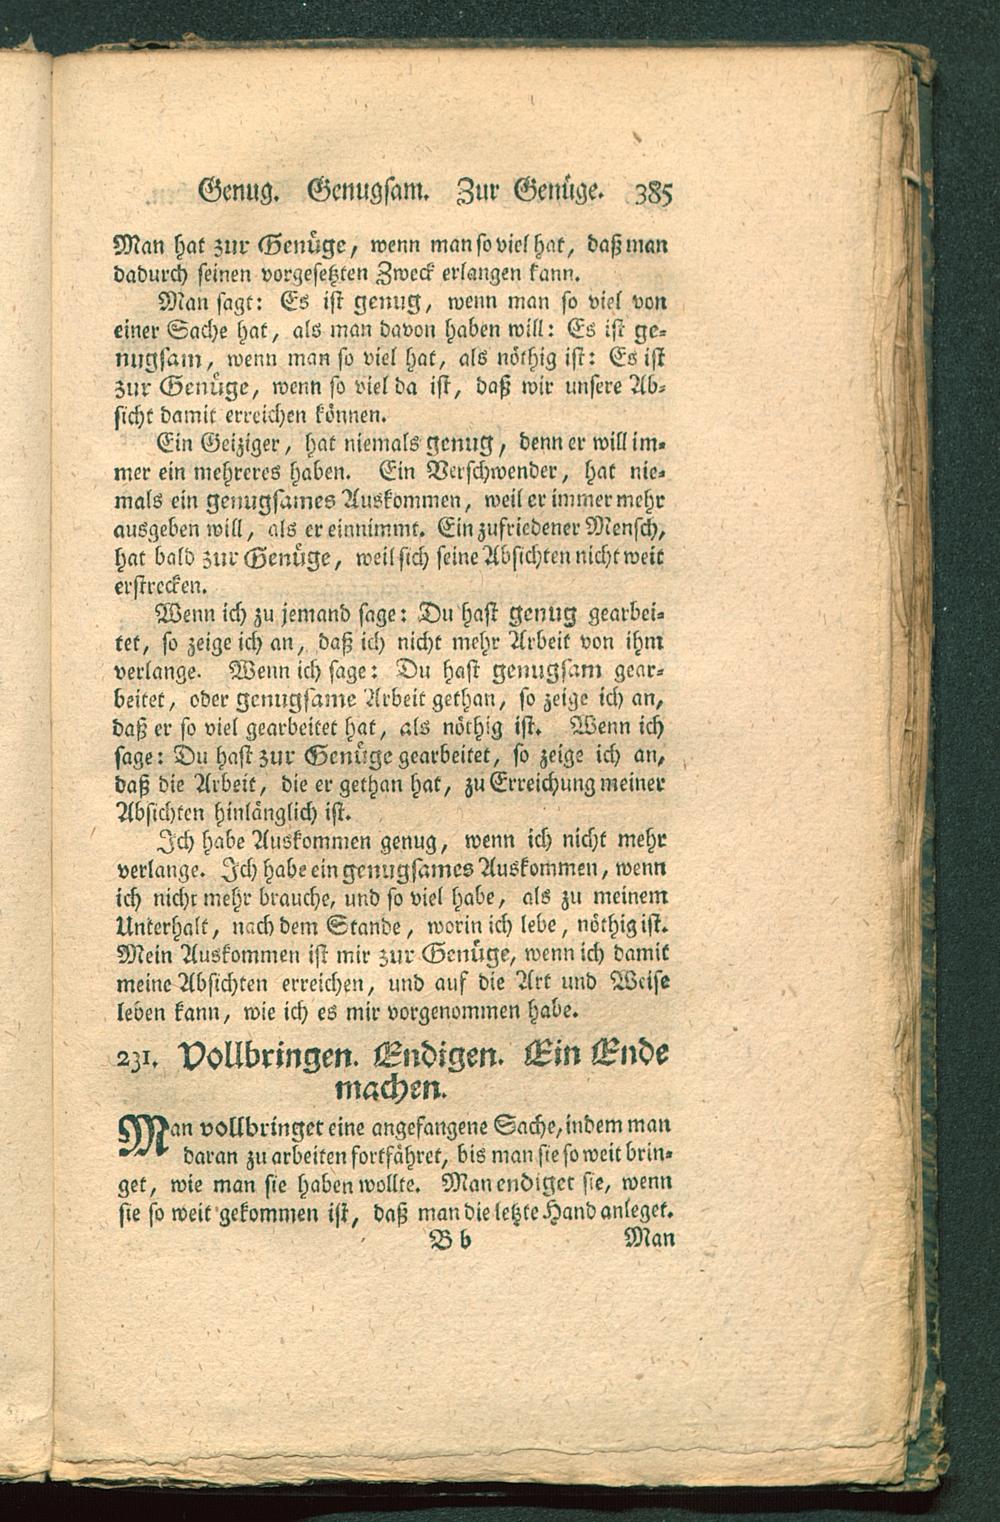 Genug. Genugsam. Zur Genüge. 385
Man hat zur Genüge, wenn man so viel hat, daß man
dadurch seinen vorgesetzten Zweck erlangen kann.
Man sagt: Es ist genug, wenn man so viel von
einer Sache hat, als man davon haben will: Es ist ge-
nugsam, wenn man so viel hat, als nöthig ist: Es ist
zur Genüge, wenn so viel da ist, daß wir unsere Ab-
sicht damit erreichen können.
Ein Geiziger, hat niemals genug, denn er will im-
mer ein mehreres haben. Ein Verschwender, hat nie-
mals ein genugsames Auskommen, weil er immer mehr
ausgeben will, als er einnimmt. Ein zufriedener Mensch,
hat bald zur Genüge, weil sich seine Absichten nicht weit
erstrecken.
Wenn ich zu jemand sage: Du hast genug gearbei-
tet, so zeige ich an, daß ich nicht mehr Arbeit von ihm
verlange. Wenn ich sage: Du hast genugsam gear-
beitet, oder genugsame Arbeit gethan, so zeige ich an,
daß er so viel gearbeitet hat, als nöthig ist. Wenn ich
sage: Du hast zur Genüge gearbeitet, so zeige ich an,
daß die Arbeit, die er gethan hat, zu Erreichung meiner
Absichten hinlänglich ist.
Ich habe Auskommen genug, wenn ich nicht mehr
verlange. Ich habe ein genugsames Auskommen, wenn
ich nicht mehr brauche, und so viel habe, als zu meinem
Unterhalt, nach dem Stande, worin ich lebe, nöthig ist.
Mein Auskommen ist mir zur Genüge, wenn ich damit
meine Absichten erreichen, und auf die Art und Weise
leben kann, wie ich es mir vorgenommen habe.
231. Vollbringen. Endigen. Ein Ende
machen.
Man vollbringet eine angefangene Sache, indem man
daran zu arbeiten fortfähret, bis man sie so weit brin-
get, wie man sie haben wollte. Man endiget sie, wenn
sie so weit gekommen ist, daß man die letzte Hand anleget.
B b Man